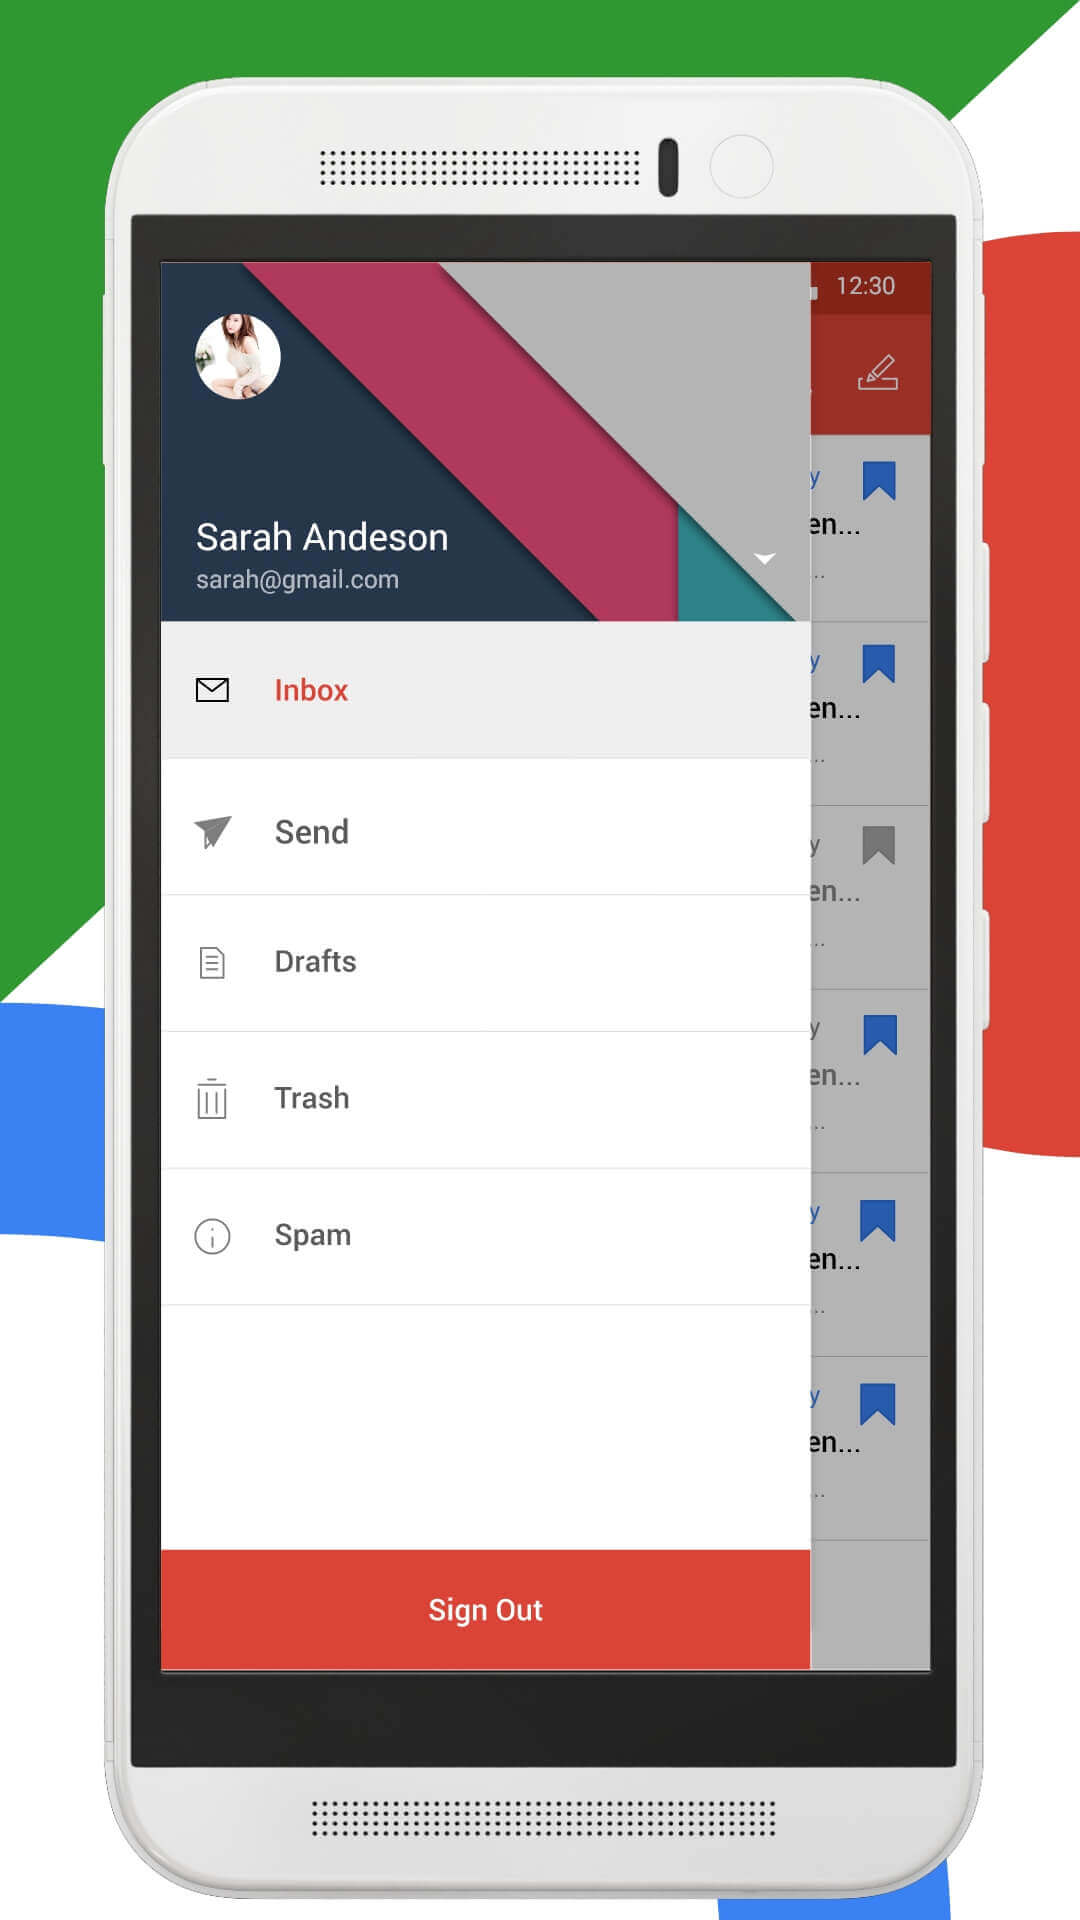 12:30
Sarah Andeson
sarah@gmail.com
Inbox
Send
Drafts
Trash
Spam
Sign Out
y
en...
..
y
en...
..
y
en...
..
y
en...
..
y
en...
..
y
en...
..